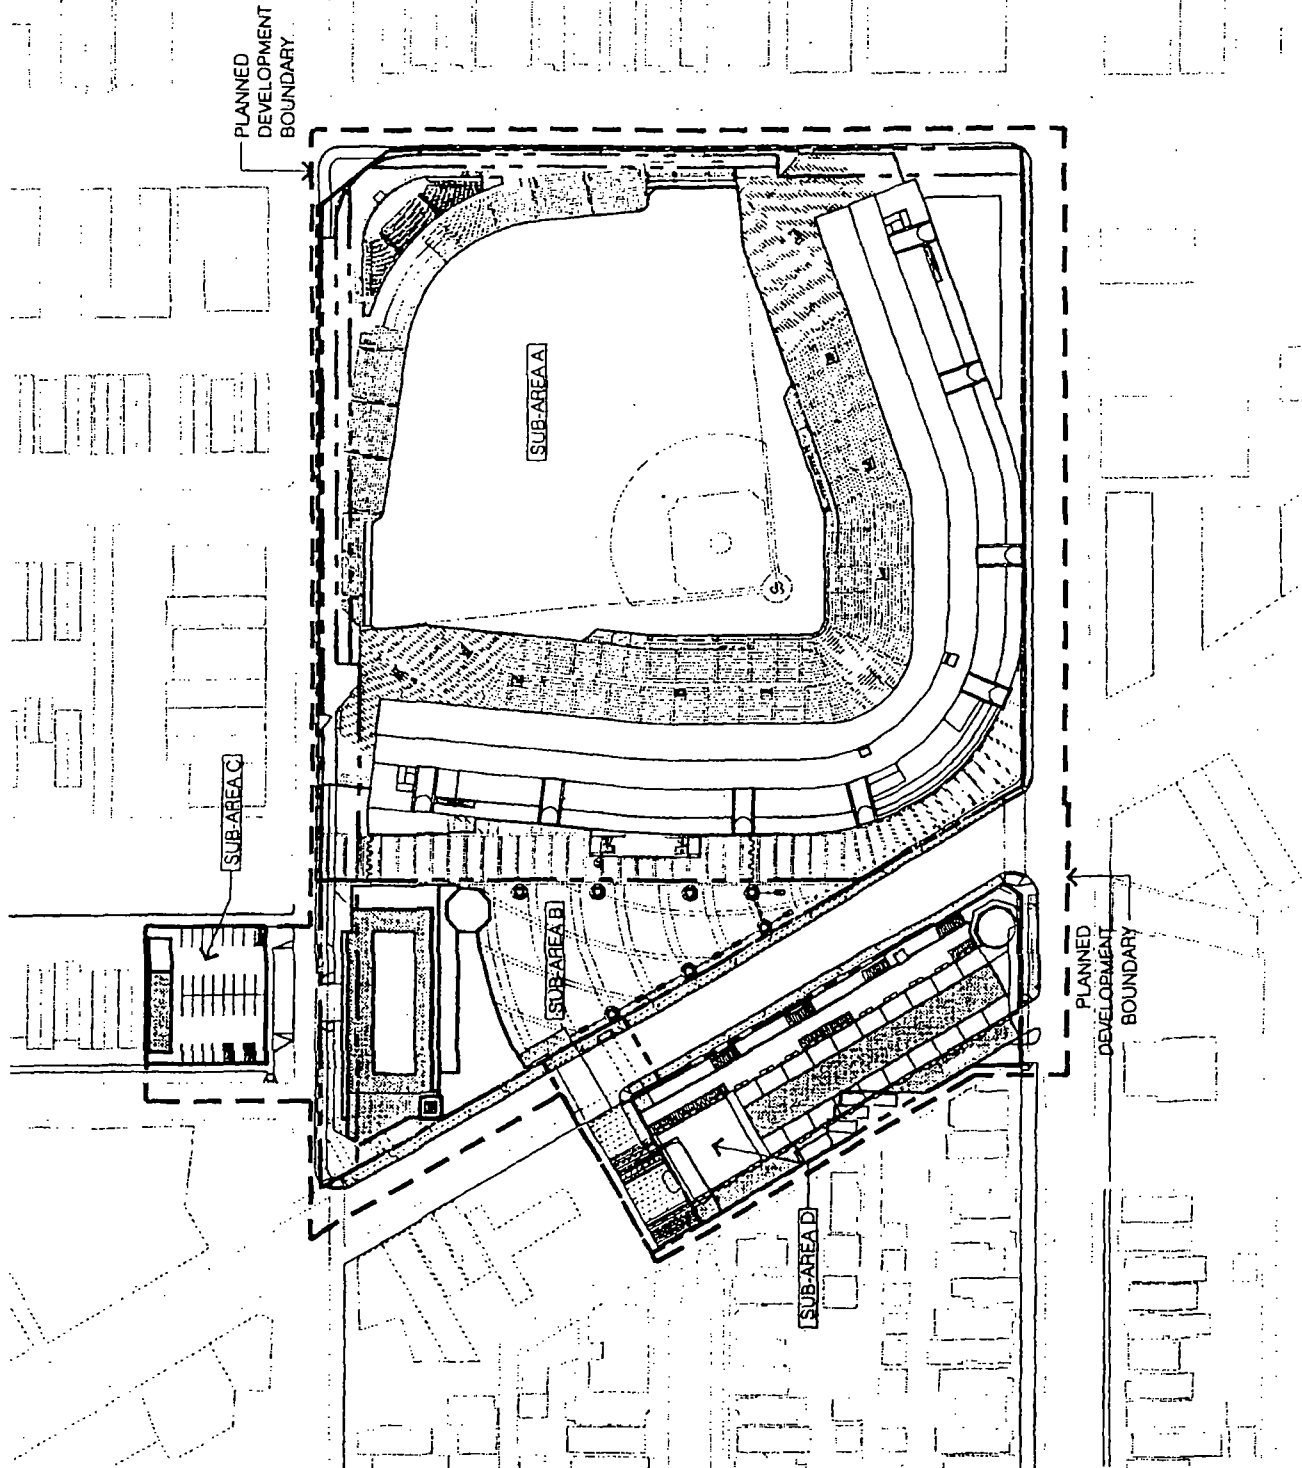 PLANNED
DEVELOPMENT
BOUNDARY
SUB-AREA A
SUB-AREA C
SUB-AREA B
PLANNED
DEVELOPMENT
BOUNDARY
SUB-AREA D